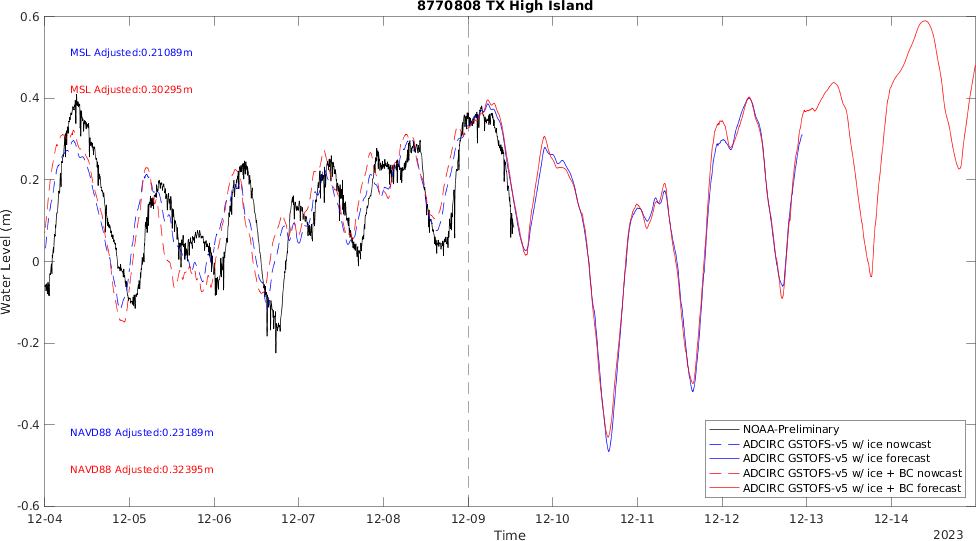 8770808 TX High Island
0.6
MSL Adjusted:0.21089m
MSL Adjusted:0.30295m
0.4
0.2
Water Level (m)
0
-0.2
-0.4
NAVD88 Adjusted:0.23189m
NAVD88 Adjusted:0.32395m
-0.6
NOAA-Preliminary
ADCIRC GSTOFS-v5 w/ ice nowcast
ADCIRC GSTOFS-v5 w/ ice forecast
ADCIRC GSTOFS-v5 w/ ice + BC nowcast
ADCIRC GSTOFS-v5 w/ ice + BC forecast
12-04 12-05 12-06 12-07 12-08 12-09 12-10 12-11 12-12 12-13 12-14
Time
2023